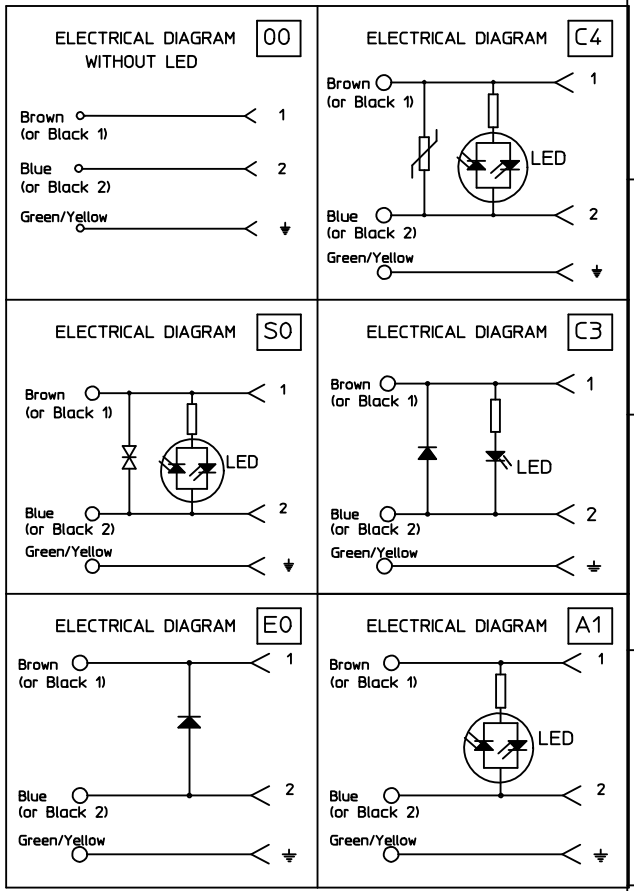 ELECTRICAL DIAGRAM 00
WITHOUT LED
Brown 1
(or Black 1)
Blue 2
(or Black 2)
Green/Yellow
ELECTRICAL DIAGRAM C4
Brown 1
(or Black 1)
LED
Blue 2
(or Black 2)
Green/Yellow
ELECTRICAL DIAGRAM S0
Brown 1
(or Black 1)
LED
Blue 2
(or Black 2)
Green/Yellow
ELECTRICAL DIAGRAM C3
Brown 1
(or Black 1)
LED
Blue 2
(or Black 2)
Green/Yellow
ELECTRICAL DIAGRAM E0
Brown 1
(or Black 1)
Blue 2
(or Black 2)
Green/Yellow
ELECTRICAL DIAGRAM A1
Brown 1
(or Black 1)
LED
Blue 2
(or Black 2)
Green/Yellow